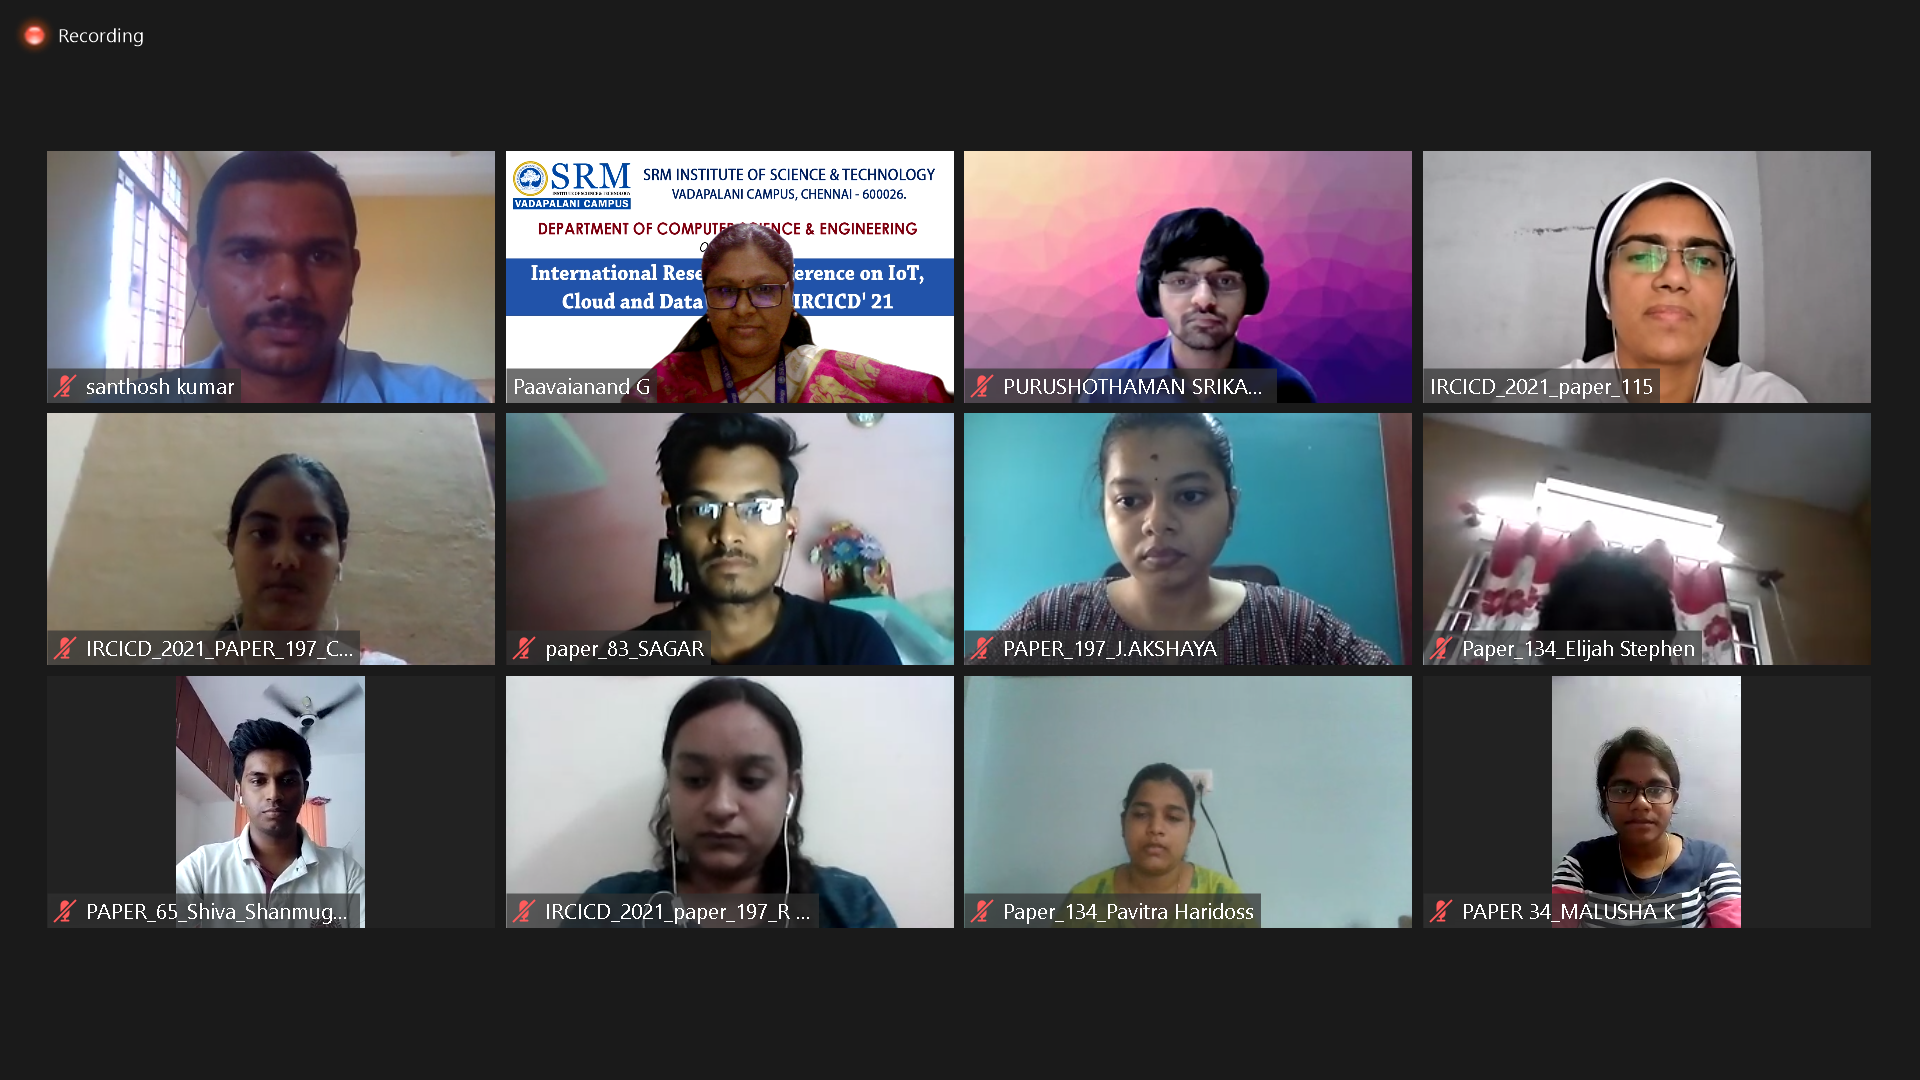 Recording
santhosh kumar
SRM
VADAPALANI CAMPUS
SRM INSTITUTE OF SCIENCE & TECHNOLOGY
VADAPALANI CAMPUS, CHENNAI - 600026.
DEPARTMENT OF COMPUTER SCIENCE & ENGINEERING
International Rese erence on IoT,
Cloud and Data IRCICD' 21
Paavaianand G
PURUSHOTHAMAN SRIKA...
IRCICD_2021_paper_115
IRCICD_2021_PAPER_197_C...
paper_83_SAGAR
PAPER_197_J.AKSHAYA
Paper_134_Elijah Stephen
PAPER_65_Shiva_Shanmug...
IRCICD_2021_paper_197_R ...
Paper_134_Pavitra Haridoss
PAPER 34_MALUSHA K